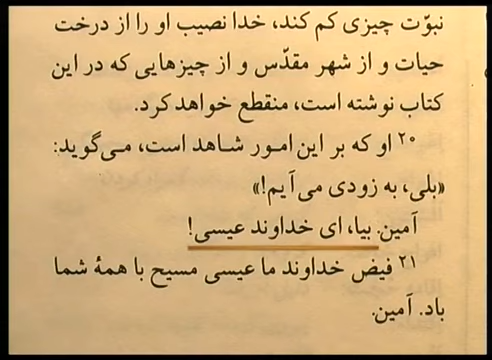 نبوّت چیزی کم کند، خدا نصیب او را از درخت
حیات و از شهر مقدّس و از چیزهایی که در این
کتاب نوشته است، منقطع خواهد کرد.
۲۰ او که بر این امور شاهد است، می‌گوید:
«بلی، به زودی می‌آیم!»
آمین. بیا، ای خداوند عیسی!
۲۱ فیض خداوند ما عیسی مسیح با همهٔ شما
باد. آمین.